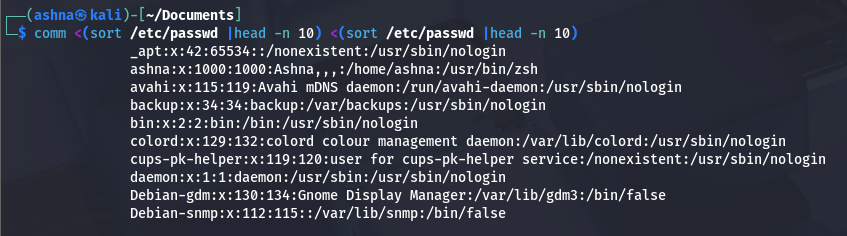 ┌──(ashna㉿kali)-[~/Documents]
└─$ comm <(sort /etc/passwd |head -n 10) <(sort /etc/passwd |head -n 10)
_apt:x:42:65534::/nonexistent:/usr/sbin/nologin
ashna:x:1000:1000:Ashna,,,:/home/ashna:/usr/bin/zsh
avahi:x:115:119:Avahi mDNS daemon:/run/avahi-daemon:/usr/sbin/nologin
backup:x:34:34:backup:/var/backups:/usr/sbin/nologin
bin:x:2:2:bin:/bin:/usr/sbin/nologin
colord:x:129:132:colord colour management daemon:/var/lib/colord:/usr/sbin/nologin
cups-pk-helper:x:119:120:user for cups-pk-helper service:/nonexistent:/usr/sbin/nologin
daemon:x:1:1:daemon:/usr/sbin:/usr/sbin/nologin
Debian-gdm:x:130:134:Gnome Display Manager:/var/lib/gdm3:/bin/false
Debian-snmp:x:112:115::/var/lib/snmp:/bin/false